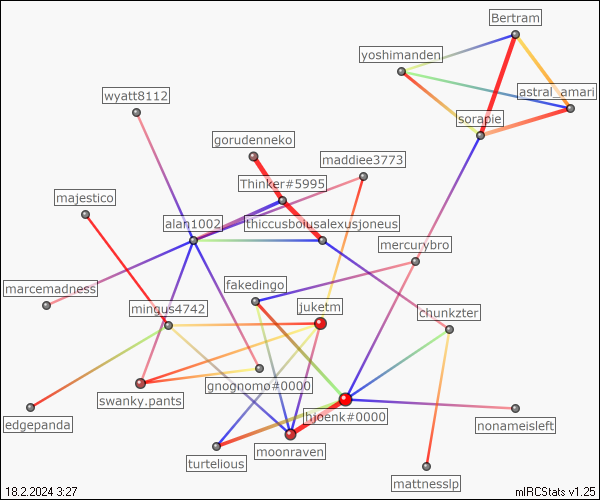 Bertram
yoshimanden
astral_amari
wyatt8112
sorapie
gorudenneko
maddiee3773
Thinker#5995
majestico
alan1002
thiccusboiusalexusjoneus
mercurybro
marcemadness
fakedingo
mingus4742
juketm
chunkzter
swanky.pants
gnognomo#0000
edgepanda
hjoenk#0000
nonameisleft
moonraven
turtelious
mattnesslp
18.2.2024 3:27
mIRCStats v1.25